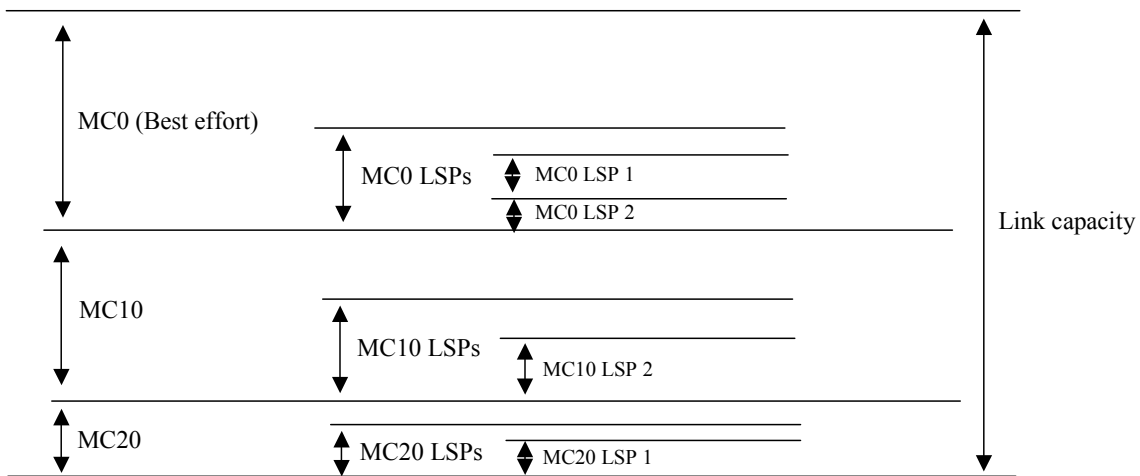 MC0 (Best effort)
MC0 LSPs
MC0 LSP 1
MC0 LSP 2
Link capacity
MC10
MC10 LSPs
MC10 LSP 2
MC20
MC20 LSPs
MC20 LSP 1